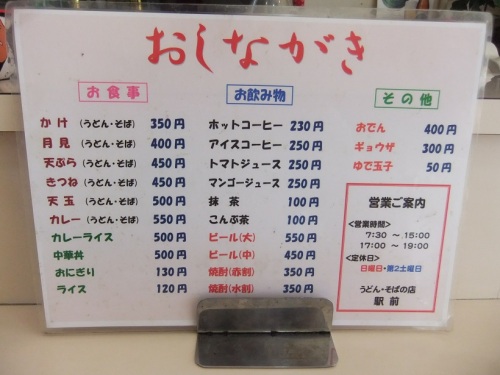 おしながき
お食事
かけ (うどん・そば) 350円
月見 (うどん・そば) 400円
天ぷら (うどん・そば) 450円
きつね (うどん・そば) 450円
天玉 (うどん・そば) 500円
カレー (うどん・そば) 550円
カレーライス 500円
中華丼 500円
おにぎり 130円
ライス 120円
お飲み物
ホットコーヒー 230円
アイスコーヒー 250円
トマトジュース 250円
マンゴージュース 250円
抹茶 100円
こんぶ茶 100円
ビール(大) 550円
ビール(中) 450円
焼酎(赤割) 350円
焼酎(水割) 350円
その他
おでん 400円
ギョウザ 300円
ゆで玉子 50円
営業ご案内
<営業時間>
7:30 ～ 15:00
17:00 ～ 19:00
<定休日>
日曜日・第2土曜日
うどん・そばの店
駅前